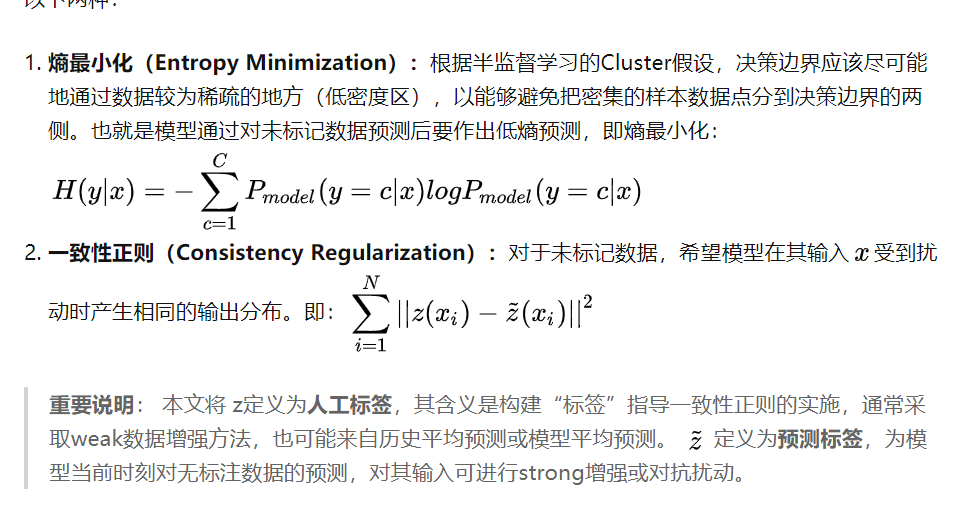 以下两种：
1. 熵最小化（Entropy Minimization）：根据半监督学习的Cluster假设，决策边界应该尽可
能地通过数据较为稀疏的地方（低密度区），以能够避免把密集的样本数据点分到决策边界的两
侧。也就是模型通过对未标记数据预测后要作出低熵预测，即熵最小化：
H(y|x) = -\sum_{c=1}^{C} P_{model}(y = c|x)logP_{model}(y = c|x)
2. 一致性正则（Consistency Regularization）：对于未标记数据，希望模型在其输入 x 受到扰
动时产生相同的输出分布。即：\sum_{i=1}^{N} ||z(x_i) - \tilde{z}(x_i)||^2
重要说明： 本文将 z定义为人工标签，其含义是构建“标签”指导一致性正则的实施，通常采
取weak数据增强方法，也可能来自历史平均预测或模型平均预测。 \tilde{z} 定义为预测标签，为模
型当前时刻对无标注数据的预测，对其输入可进行strong增强或对抗扰动。